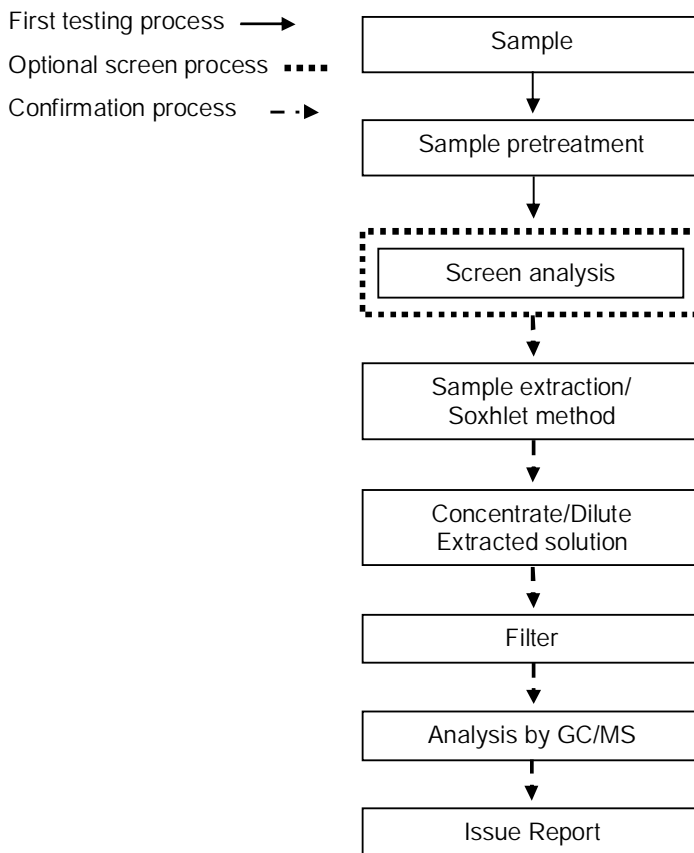 First testing process
Optional screen process
Confirmation process
Sample
Sample pretreatment
Screen analysis
Sample extraction/
Soxhlet method
Concentrate/Dilute
Extracted solution
Filter
Analysis by GC/MS
Issue Report